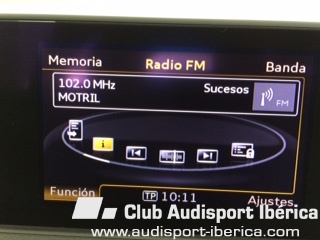 Memoria Radio FM Banda
102.0 MHz Sucesos
MOTRIL FM
i
Función TP 10:11 Ajustes
Club Audisport Ibérica
www.audisport-iberica.com